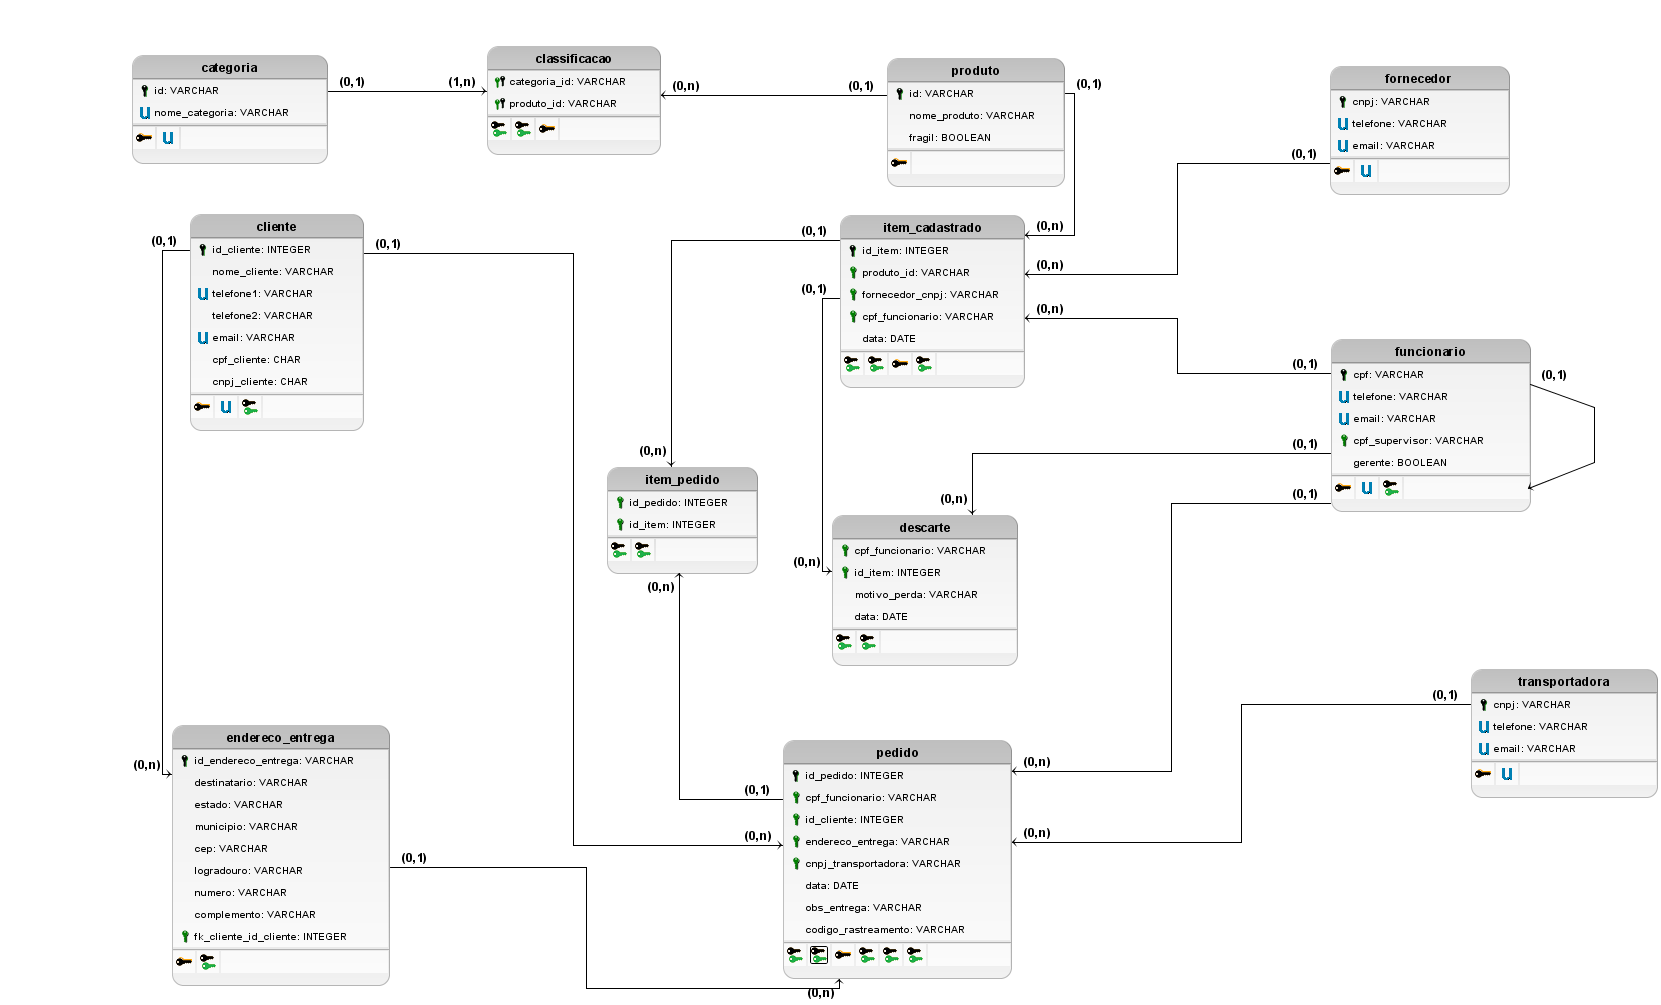 categoria
id: VARCHAR
nome_categoria: VARCHAR
(0,1)
(1,n)
classificacao
categoria_id: VARCHAR
produto_id: VARCHAR
(0,n)
(0,1)
produto
id: VARCHAR
nome_produto: VARCHAR
fragil: BOOLEAN
(0,1)
fornecedor
cnpj: VARCHAR
telefone: VARCHAR
email: VARCHAR
(0,1)
(0,1)
cliente
id_cliente: INTEGER
nome_cliente: VARCHAR
telefone1: VARCHAR
telefone2: VARCHAR
email: VARCHAR
cpf_cliente: CHAR
cnpj_cliente: CHAR
(0,1)
(0,1)
(0,1)
item_cadastrado
id_item: INTEGER
produto_id: VARCHAR
fornecedor_cnpj: VARCHAR
cpf_funcionario: VARCHAR
data: DATE
(0,n)
(0,n)
(0,n)
(0,1)
funcionario
cpf: VARCHAR
telefone: VARCHAR
email: VARCHAR
cpf_supervisor: VARCHAR
gerente: BOOLEAN
(0,1)
(0,1)
(0,1)
(0,n)
item_pedido
id_pedido: INTEGER
id_item: INTEGER
(0,n)
(0,n)
(0,n)
descarte
cpf_funcionario: VARCHAR
id_item: INTEGER
motivo_perda: VARCHAR
data: DATE
(0,1)
transportadora
cnpj: VARCHAR
telefone: VARCHAR
email: VARCHAR
(0,n)
endereco_entrega
id_endereco_entrega: VARCHAR
destinatario: VARCHAR
estado: VARCHAR
municipio: VARCHAR
cep: VARCHAR
logradouro: VARCHAR
numero: VARCHAR
complemento: VARCHAR
fk_cliente_id_cliente: INTEGER
(0,1)
(0,1)
(0,n)
pedido
id_pedido: INTEGER
cpf_funcionario: VARCHAR
id_cliente: INTEGER
endereco_entrega: VARCHAR
cnpj_transportadora: VARCHAR
data: DATE
obs_entrega: VARCHAR
codigo_rastreamento: VARCHAR
(0,n)
(0,n)
(0,n)